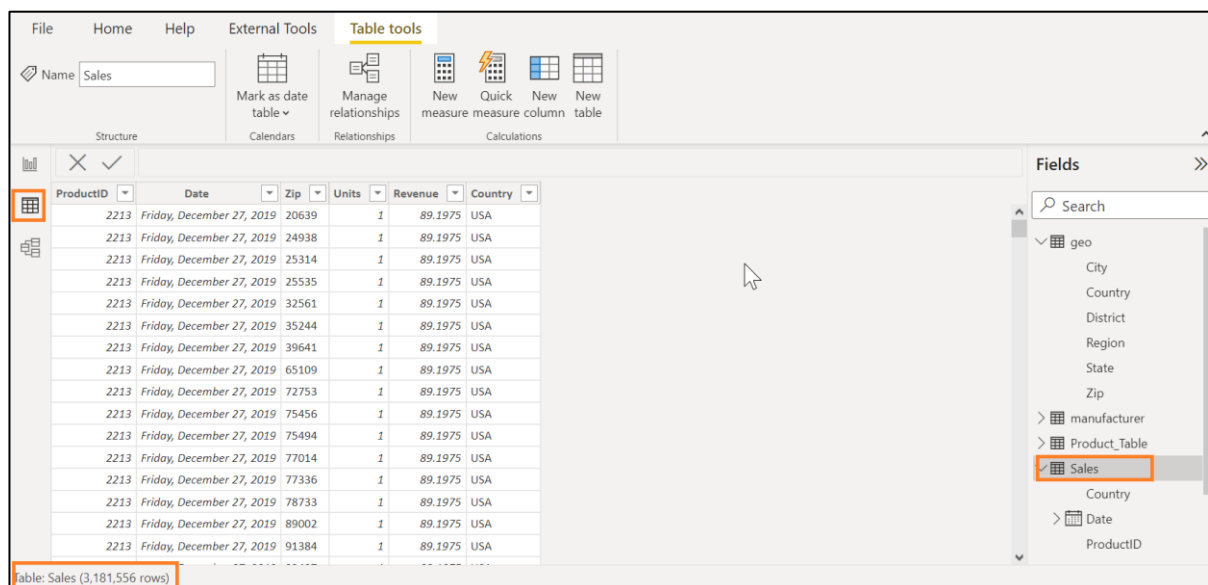 File Home Help External Tools Table tools
Name Sales
Mark as date table
Manage relationships
New measure
Quick measure
New column
New table
Structure Calendars Relationships Calculations
ProductID Date Zip Units Revenue Country
2213 Friday, December 27, 2019 20639 1 89.1975 USA
2213 Friday, December 27, 2019 24938 1 89.1975 USA
2213 Friday, December 27, 2019 25314 1 89.1975 USA
2213 Friday, December 27, 2019 25535 1 89.1975 USA
2213 Friday, December 27, 2019 32561 1 89.1975 USA
2213 Friday, December 27, 2019 35244 1 89.1975 USA
2213 Friday, December 27, 2019 39641 1 89.1975 USA
2213 Friday, December 27, 2019 65109 1 89.1975 USA
2213 Friday, December 27, 2019 72753 1 89.1975 USA
2213 Friday, December 27, 2019 75456 1 89.1975 USA
2213 Friday, December 27, 2019 75494 1 89.1975 USA
2213 Friday, December 27, 2019 77014 1 89.1975 USA
2213 Friday, December 27, 2019 77336 1 89.1975 USA
2213 Friday, December 27, 2019 78733 1 89.1975 USA
2213 Friday, December 27, 2019 89002 1 89.1975 USA
2213 Friday, December 27, 2019 91384 1 89.1975 USA
Table: Sales (3,181,556 rows)
Fields
Search
geo
City
Country
District
Region
State
Zip
manufacturer
Product_Table
Sales
Country
Date
ProductID